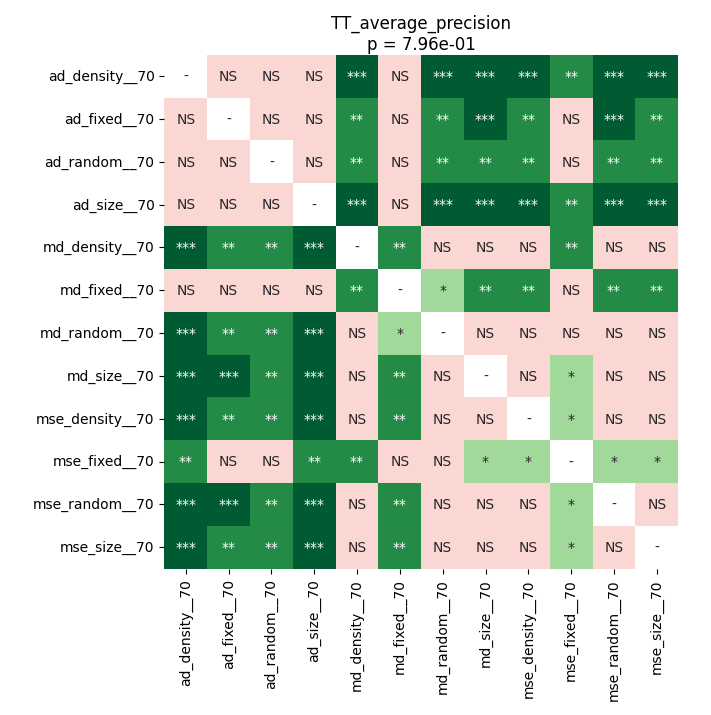 TT_average_precision
p = 7.96e-01
ad_density__70 - NS NS NS *** NS *** *** *** ** *** ***
ad_fixed__70 NS - NS NS ** NS ** *** ** NS *** **
ad_random__70 NS NS - NS ** NS ** ** ** NS ** **
ad_size__70 NS NS NS - *** NS *** *** *** ** *** ***
md_density__70 *** ** ** *** - ** NS NS NS ** NS NS
md_fixed__70 NS NS NS NS ** - * ** ** NS ** **
md_random__70 *** ** ** *** NS * - NS NS NS NS NS
md_size__70 *** *** ** *** NS ** NS - NS * NS NS
mse_density__70 *** ** ** *** NS ** NS NS - * NS NS
mse_fixed__70 ** NS NS ** ** NS NS * * - * *
mse_random__70 *** *** ** *** NS ** NS NS NS * - NS
mse_size__70 *** ** ** *** NS ** NS NS NS * NS -
ad_density__70
ad_fixed__70
ad_random__70
ad_size__70
md_density__70
md_fixed__70
md_random__70
md_size__70
mse_density__70
mse_fixed__70
mse_random__70
mse_size__70